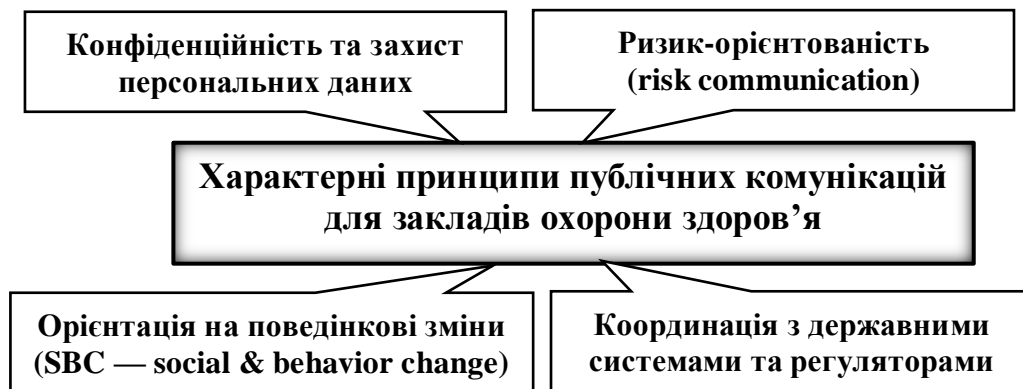 Конфіденційність та захист
персональних даних
Ризик-орієнтованість
(risk communication)
Характерні принципи публічних комунікацій
для закладів охорони здоров’я
Орієнтація на поведінкові зміни
(SBC — social & behavior change)
Координація з державними
системами та регуляторами